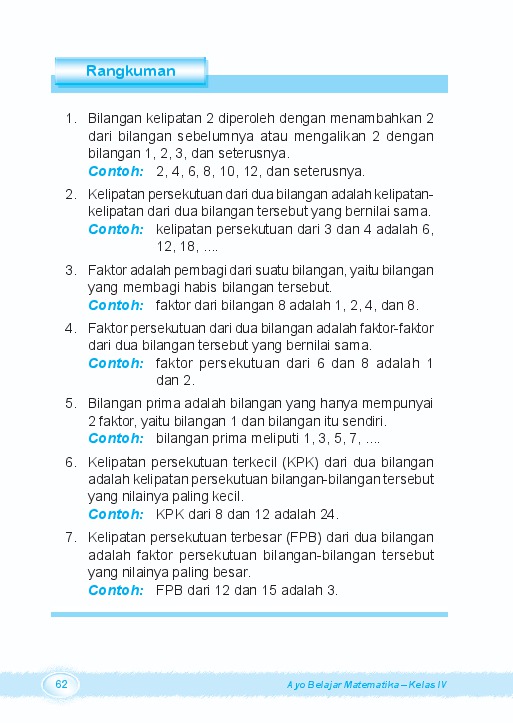 Rangkuman
1. Bilangan kelipatan 2 diperoleh dengan menambahkan 2
dari bilangan sebelumnya atau mengalikan 2 dengan
bilangan 1, 2, 3, dan seterusnya.
Contoh: 2, 4, 6, 8, 10, 12, dan seterusnya.
2. Kelipatan persekutuan dari dua bilangan adalah kelipatan-
kelipatan dari dua bilangan tersebut yang bernilai sama.
Contoh: kelipatan persekutuan dari 3 dan 4 adalah 6,
12, 18, ....
3. Faktor adalah pembagi dari suatu bilangan, yaitu bilangan
yang membagi habis bilangan tersebut.
Contoh: faktor dari bilangan 8 adalah 1, 2, 4, dan 8.
4. Faktor persekutuan dari dua bilangan adalah faktor-faktor
dari dua bilangan tersebut yang bernilai sama.
Contoh: faktor persekutuan dari 6 dan 8 adalah 1
dan 2.
5. Bilangan prima adalah bilangan yang hanya mempunyai
2 faktor, yaitu bilangan 1 dan bilangan itu sendiri.
Contoh: bilangan prima meliputi 1, 3, 5, 7, ....
6. Kelipatan persekutuan terkecil (KPK) dari dua bilangan
adalah kelipatan persekutuan bilangan-bilangan tersebut
yang nilainya paling kecil.
Contoh: KPK dari 8 dan 12 adalah 24.
7. Kelipatan persekutuan terbesar (FPB) dari dua bilangan
adalah faktor persekutuan bilangan-bilangan tersebut
yang nilainya paling besar.
Contoh: FPB dari 12 dan 15 adalah 3.
62 Ayo Belajar Matematika – Kelas IV